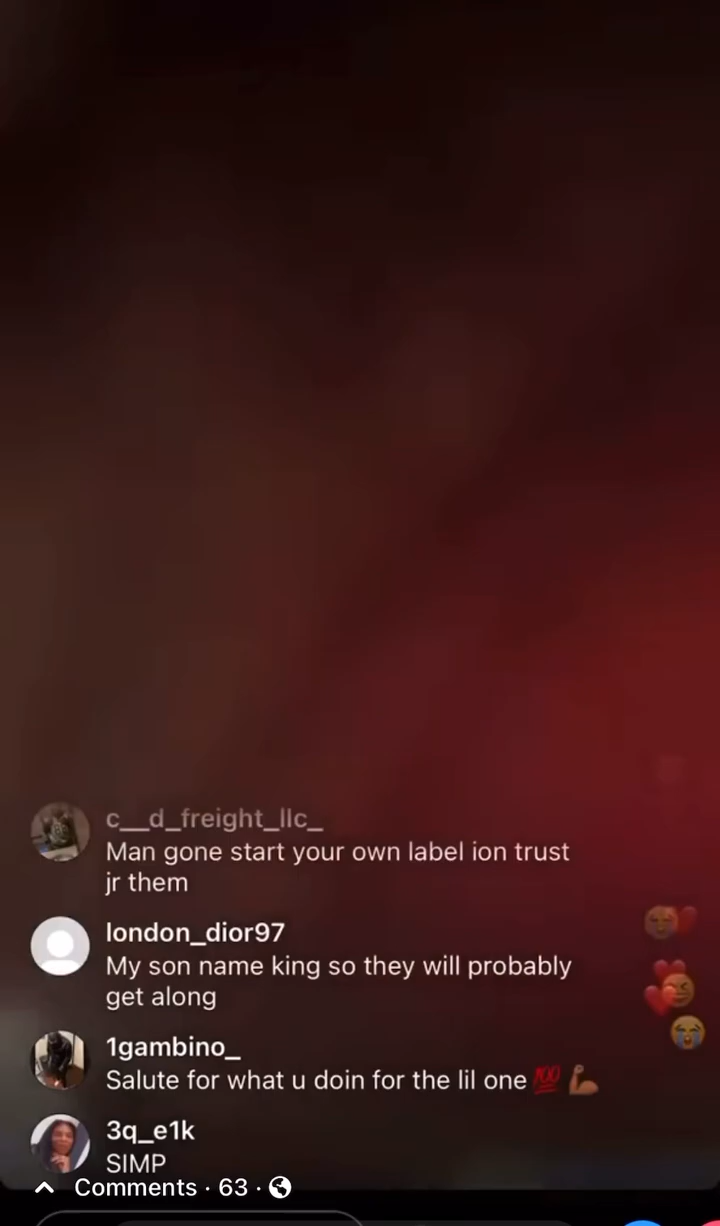 c__d_freight_llc_
Man gone start your own label ion trust
jr them
london_dior97
My son name king so they will probably
get along
1gambino_
Salute for what u doin for the lil one 💯 💪🏾
3q_e1k
SIMP
Comments · 63 ·